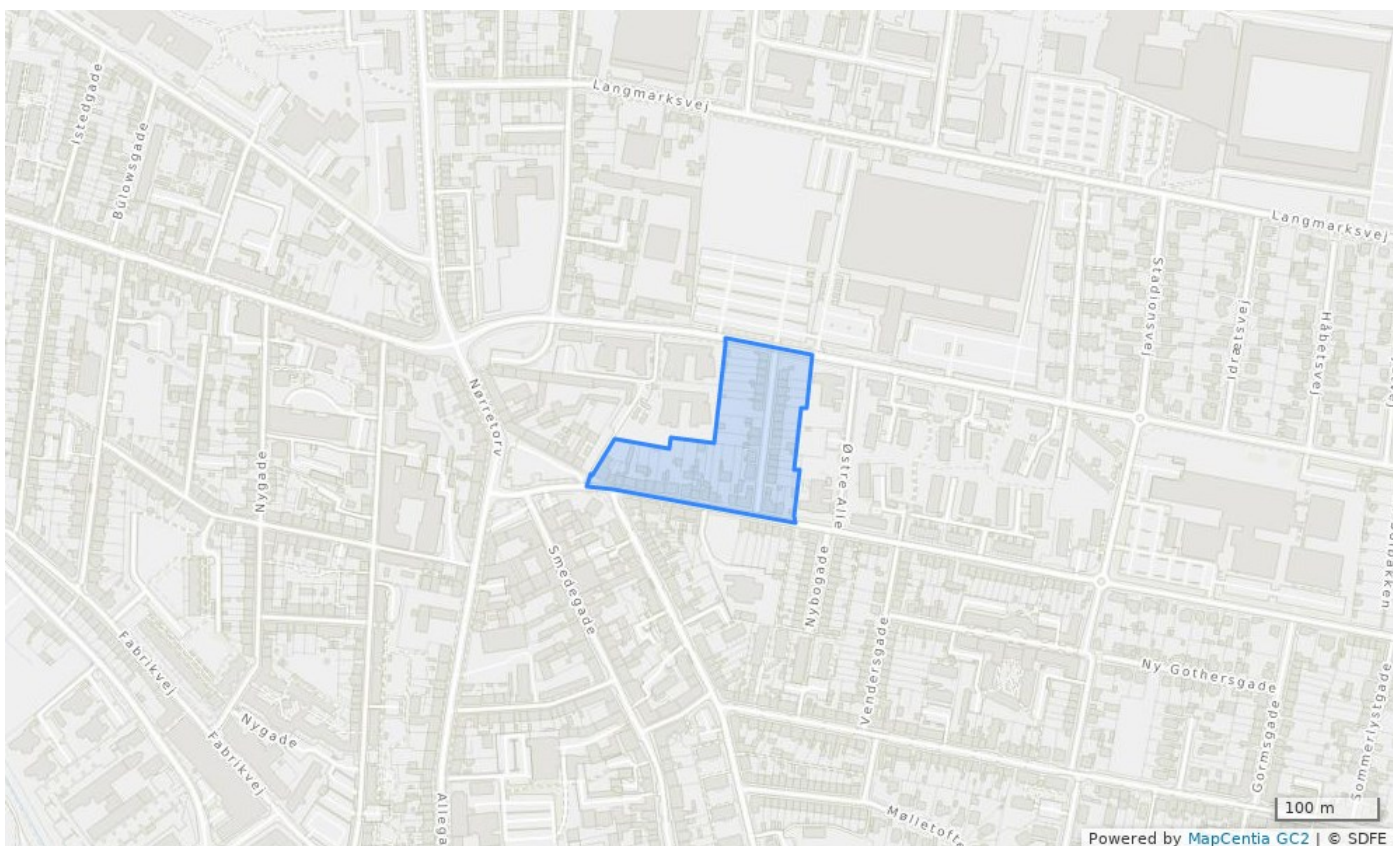 Langmarksvej
Istedgade
Bülowsgade
Langmarksvej
Stadionsvej
Idrætsvej
Håbetsvej
Nørretorv
Østre Alle
Nygade
Smedegade
Nybogade
Vendersgade
Ny Gothersgade
Gormsgade
Sommerlystgade
Fabrikvej
Nygade
Fabrikvej
Mølletofte
100 m
Powered by MapCentia GC2 | © SDFE